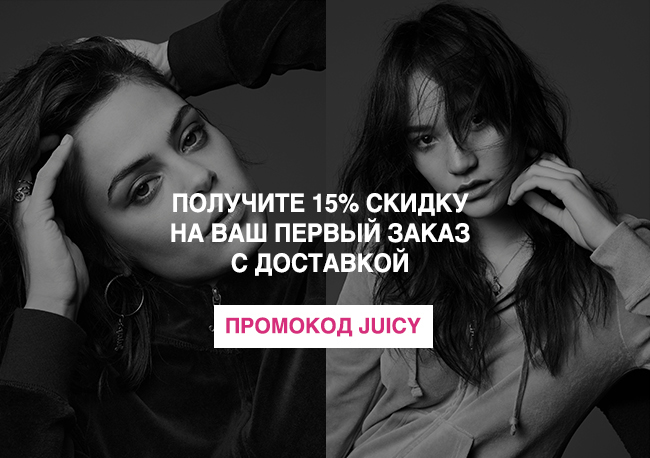 ПОЛУЧИТЕ 15% СКИДКУ
НА ВАШ ПЕРВЫЙ ЗАКАЗ
С ДОСТАВКОЙ
ПРОМОКОД JUICY